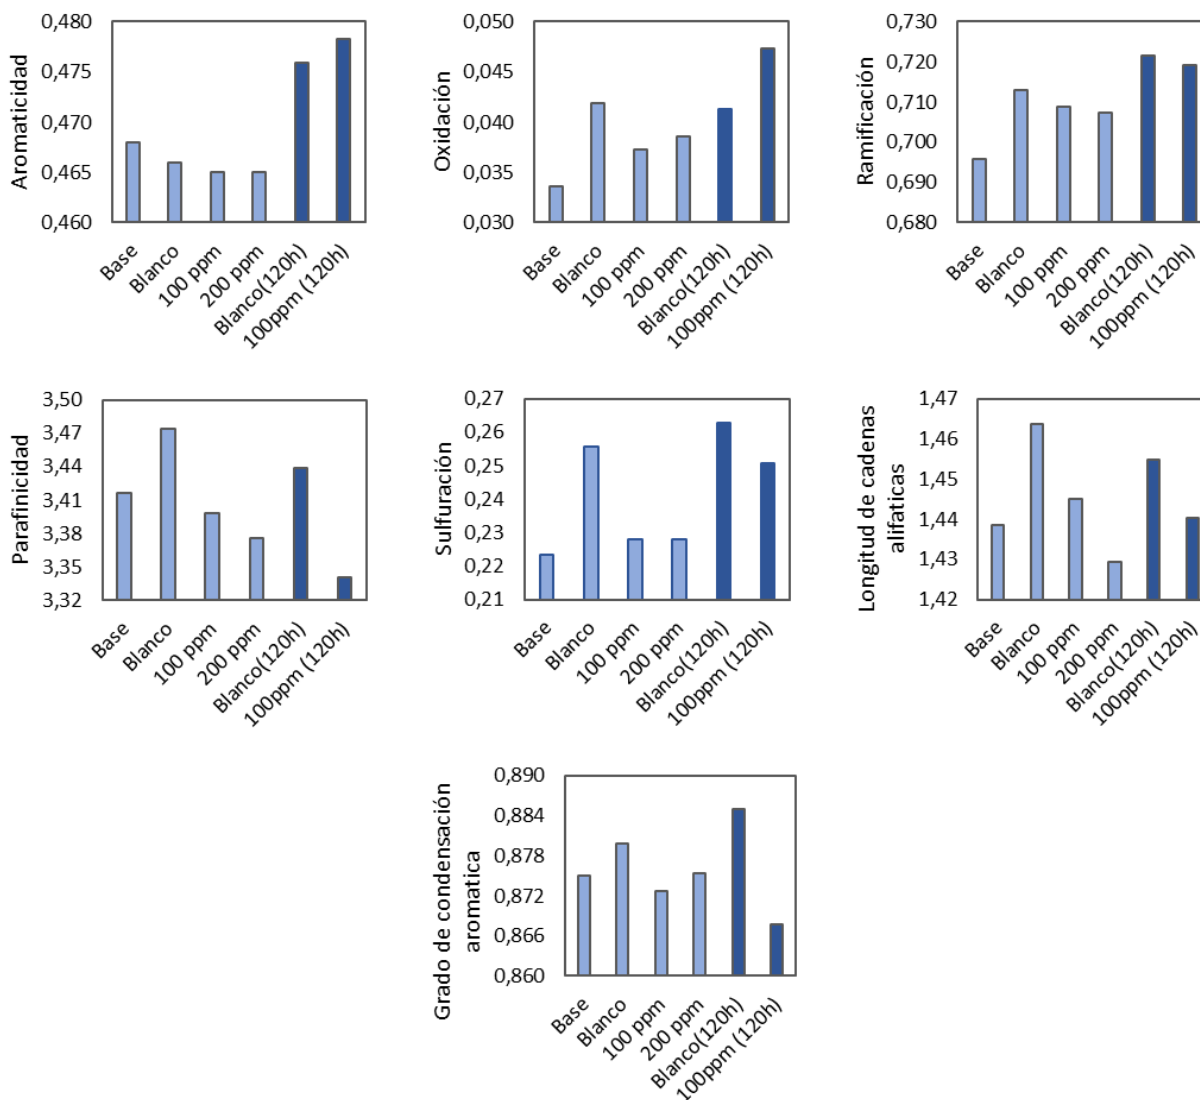 Aromaticidad
0,480
0,475
0,470
0,465
0,460
Base
Blanco
100 ppm
200 ppm
Blanco(120h)
100ppm (120h)
Oxidación
0,050
0,045
0,040
0,035
0,030
Base
Blanco
100 ppm
200 ppm
Blanco(120h)
100ppm (120h)
Ramificación
0,730
0,720
0,710
0,700
0,690
0,680
Base
Blanco
100 ppm
200 ppm
Blanco(120h)
100ppm (120h)
Parafinicidad
3,50
3,47
3,44
3,41
3,38
3,35
3,32
Base
Blanco
100 ppm
200 ppm
Blanco(120h)
100ppm (120h)
Sulfuración
0,27
0,26
0,25
0,24
0,23
0,22
0,21
Base
Blanco
100 ppm
200 ppm
Blanco(120h)
100ppm (120h)
Longitud de cadenas
alifaticas
1,47
1,46
1,45
1,44
1,43
1,42
Base
Blanco
100 ppm
200 ppm
Blanco(120h)
100ppm (120h)
Grado de condensación
aromatica
0,890
0,884
0,878
0,872
0,866
0,860
Base
Blanco
100 ppm
200 ppm
Blanco(120h)
100ppm (120h)